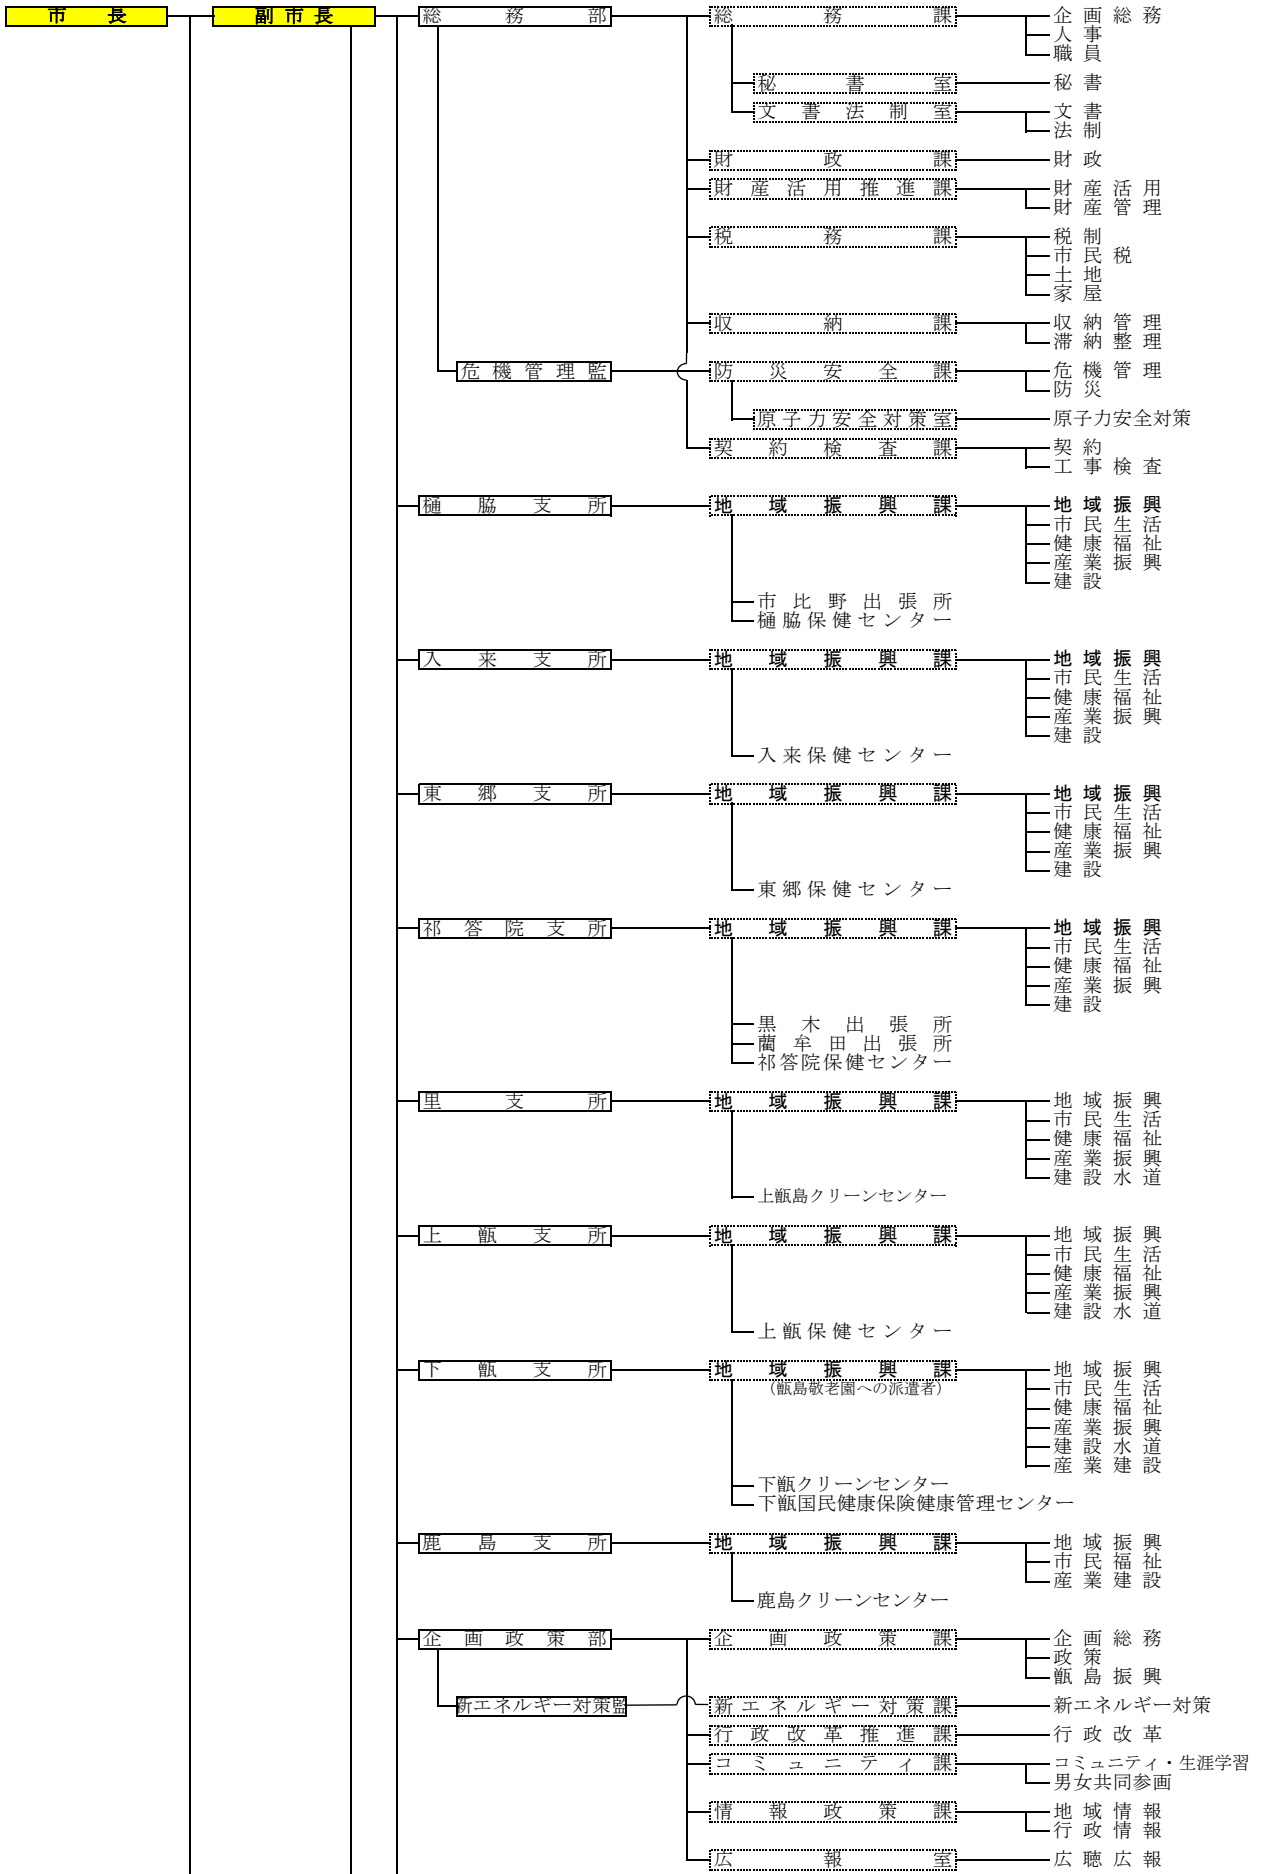 市長 副市長 総務部 総務課 企画総務
人事
職員
秘書室 秘書
文書法制室 文書
法制
財政課 財政
財産活用推進課 財産活用
財産管理
税務課 税制
市民税
土地
家屋
収納課 収納管理
滞納整理
危機管理監 防災安全課 危機管理
防災
原子力安全対策室 原子力安全対策
契約検査課 契約
工事検査
樋脇支所 地域振興課 地域振興
市民生活
健康福祉
産業振興
建設
市比野出張所
樋脇保健センター
入来支所 地域振興課 地域振興
市民生活
健康福祉
産業振興
建設
入来保健センター
東郷支所 地域振興課 地域振興
市民生活
健康福祉
産業振興
建設
東郷保健センター
祁答院支所 地域振興課 地域振興
市民生活
健康福祉
産業振興
建設
黒木出張所
藺牟田出張所
祁答院保健センター
里支所 地域振興課 地域振興
市民生活
健康福祉
産業振興
建設水道
上甑島クリーンセンター
上甑支所 地域振興課 地域振興
市民生活
健康福祉
産業振興
建設水道
上甑保健センター
下甑支所 地域振興課 地域振興
(甑島敬老園への派遣者) 市民生活
健康福祉
産業振興
建設水道
産業建設
下甑クリーンセンター
下甑国民健康保険健康管理センター
鹿島支所 地域振興課 地域振興
市民福祉
産業建設
鹿島クリーンセンター
企画政策部 企画政策課 企画総務
政策
甑島振興
新エネルギー対策監 新エネルギー対策課 新エネルギー対策
行政改革推進課 行政改革
コミュニティ課 コミュニティ・生涯学習
男女共同参画
情報政策課 地域情報
行政情報
広報室 広聴広報